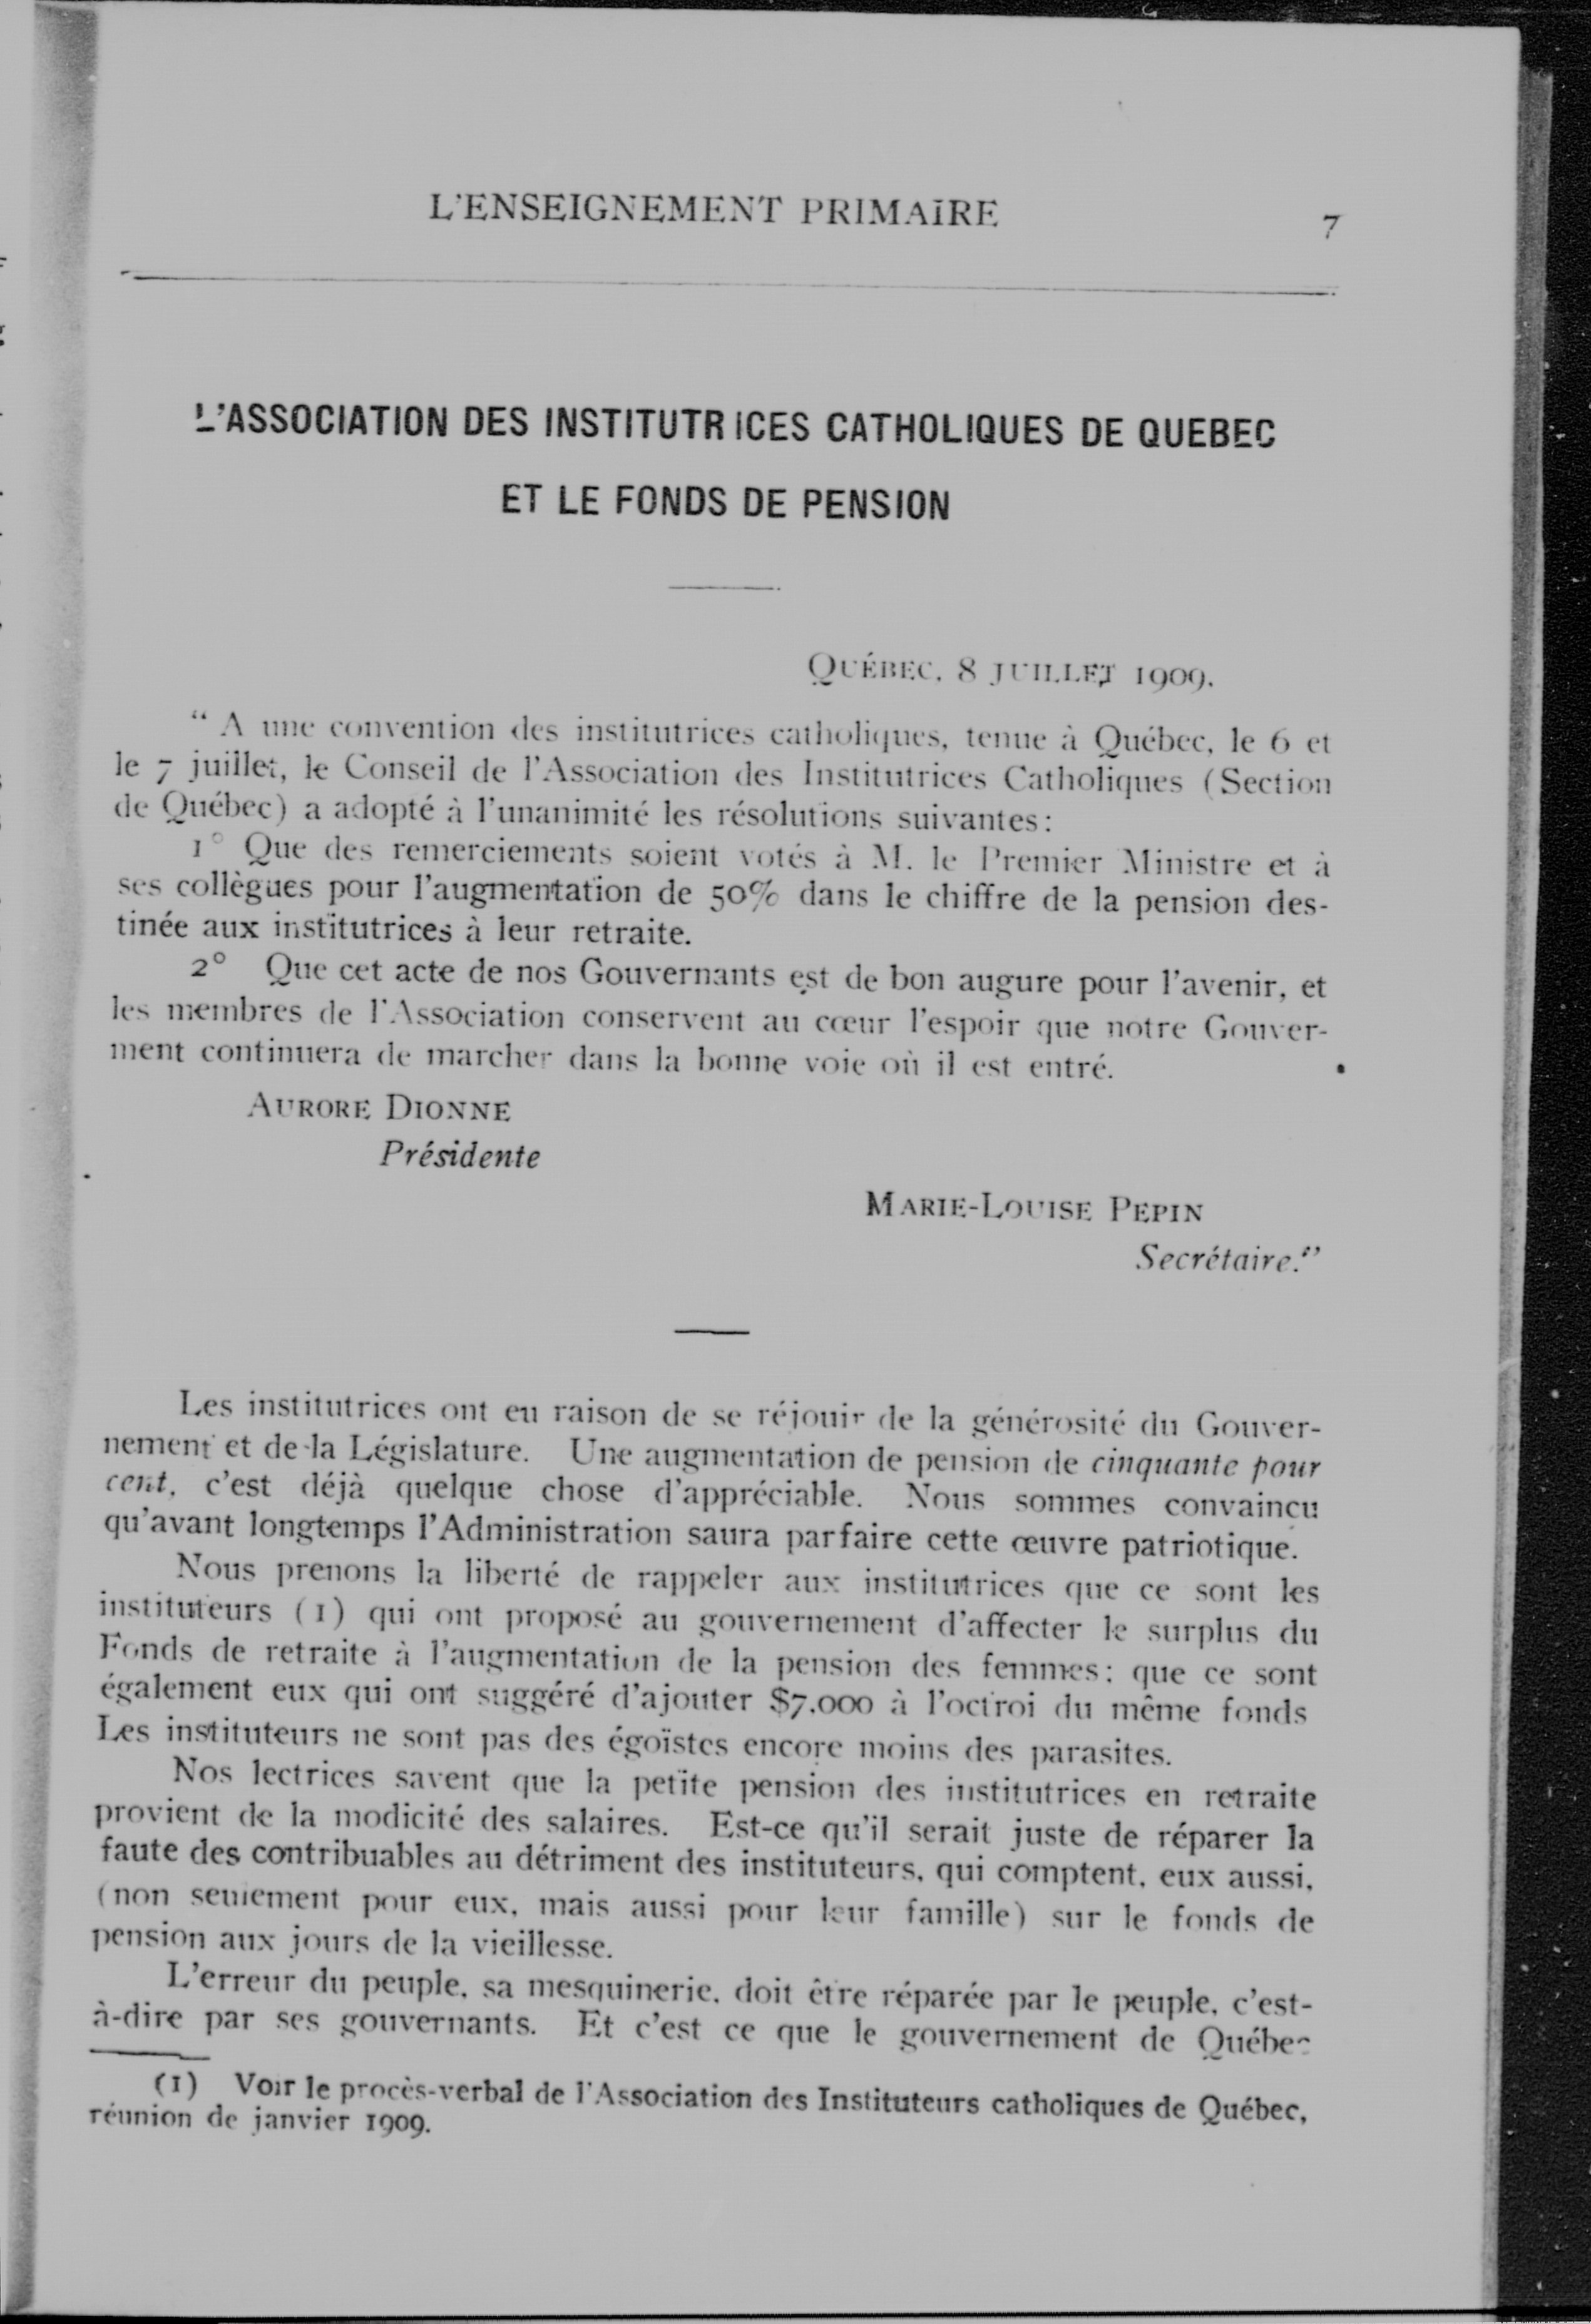 L'ENSEIGNEMENT PRIMAIRE 7
L'ASSOCIATION DES INSTITUTRICES CATHOLIQUES DE QUEBEC
ET LE FONDS DE PENSION
QUÉBEC, 8 JUILLET 1909.
" A une convention des institutrices catholiques, tenue à Québec, le 6 et
le 7 juillet, le Conseil de l'Association des Institutrices Catholiques (Section
de Québec) a adopté à l'unanimité les résolutions suivantes:
1° Que des remerciements soient votés à M. le Premier Ministre et à
ses collègues pour l'augmentation de 50% dans le chiffre de la pension des-
tinée aux institutrices à leur retraite.
2° Que cet acte de nos Gouvernants est de bon augure pour l'avenir, et
les membres de l'Association conservent au cœur l'espoir que notre Gouver-
ment continuera de marcher dans la bonne voie où il est entré.
AURORE DIONNE
Présidente
MARIE-LOUISE PEPIN
Secrétaire."
Les institutrices ont eu raison de se réjouir de la générosité du Gouver-
nement et de la Législature. Une augmentation de pension de cinquante pour
cent, c'est déjà quelque chose d'appréciable. Nous sommes convaincu
qu'avant longtemps l'Administration saura parfaire cette œuvre patriotique.
Nous prenons la liberté de rappeler aux institutrices que ce sont les
instituteurs (1) qui ont proposé au gouvernement d'affecter le surplus du
Fonds de retraite à l'augmentation de la pension des femmes; que ce sont
également eux qui ont suggéré d'ajouter $7.000 à l'octroi du même fonds
Les instituteurs ne sont pas des égoïstes encore moins des parasites.
Nos lectrices savent que la petite pension des institutrices en retraite
provient de la modicité des salaires. Est-ce qu'il serait juste de réparer la
faute des contribuables au détriment des instituteurs, qui comptent, eux aussi,
(non seulement pour eux, mais aussi pour leur famille) sur le fonds de
pension aux jours de la vieillesse.
L'erreur du peuple, sa mesquinerie, doit être réparée par le peuple, c'est-
à-dire par ses gouvernants. Et c'est ce que le gouvernement de Québec
(1) Voir le procès-verbal de l'Association des Instituteurs catholiques de Québec,
réunion de janvier 1909.